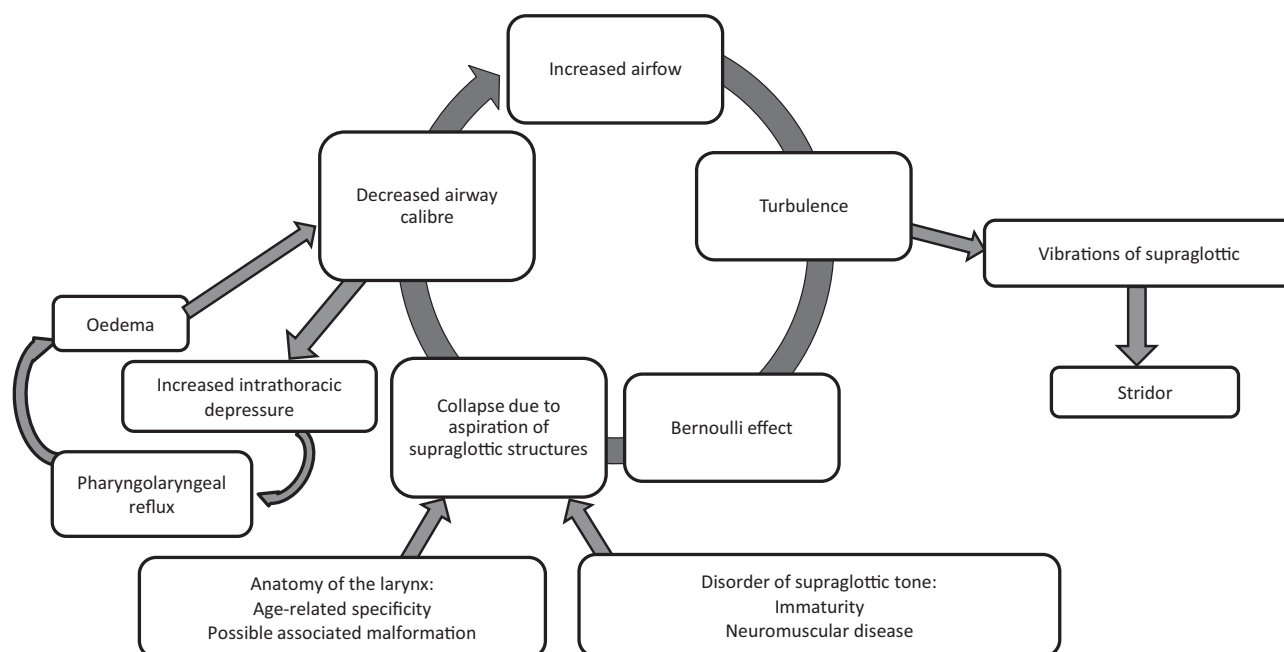 Increased airfow
Decreased airway
calibre
Turbulence
Vibrations of supraglottic
Oedema
Increased intrathoracic
depressure
Collapse due to
aspiration of
supraglottic structures
Bernoulli effect
Stridor
Pharyngolaryngeal
reflux
Anatomy of the larynx:
Age-related specificity
Possible associated malformation
Disorder of supraglottic tone:
Immaturity
Neuromuscular disease